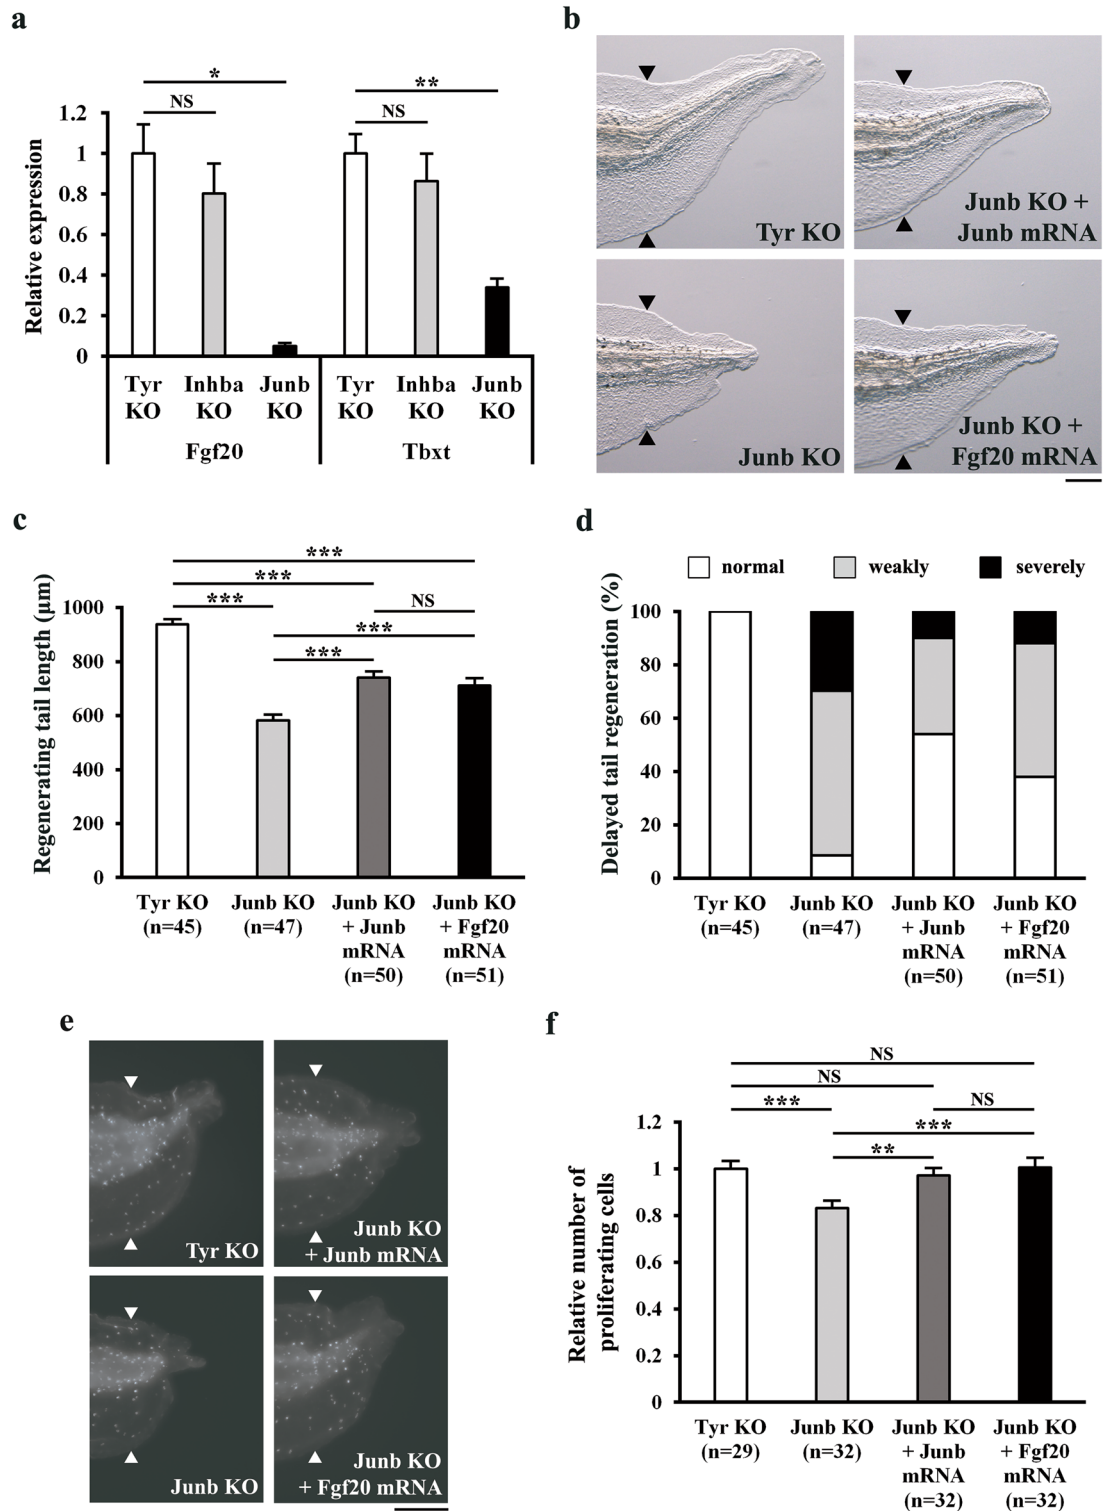 a
Relative expression
1.2
1
0.8
0.6
0.4
0.2
0
*
NS
**
NS
Tyr KO
Inhba KO
Junb KO
Tyr KO
Inhba KO
Junb KO
Fgf20
Tbxt
b
Tyr KO
Junb KO +
Junb mRNA
Junb KO
Junb KO +
Fgf20 mRNA
c
Regenerating tail length (μm)
1000
800
600
400
200
0
***
***
***
NS
***
***
Tyr KO
(n=45)
Junb KO
(n=47)
Junb KO
+ Junb
mRNA
(n=50)
Junb KO
+ Fgf20
mRNA
(n=51)
d
normal
weakly
severely
Delayed tail regeneration (%)
100
80
60
40
20
0
Tyr KO
(n=45)
Junb KO
(n=47)
Junb KO
+ Junb
mRNA
(n=50)
Junb KO
+ Fgf20
mRNA
(n=51)
e
Tyr KO
Junb KO
+ Junb mRNA
Junb KO
Junb KO
+ Fgf20 mRNA
f
Relative number of
proliferating cells
1.2
1
0.8
0.6
0.4
0.2
0
NS
NS
***
NS
***
**
Tyr KO
(n=29)
Junb KO
(n=32)
Junb KO
+ Junb
mRNA
(n=32)
Junb KO
+ Fgf20
mRNA
(n=32)